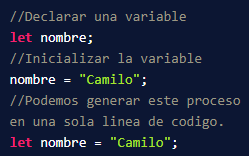 //Declarar una variable
let nombre;
//Inicializar la variable
nombre = "Camilo";
//Podemos generar este proceso
en una sola linea de codigo.
let nombre = "Camilo";